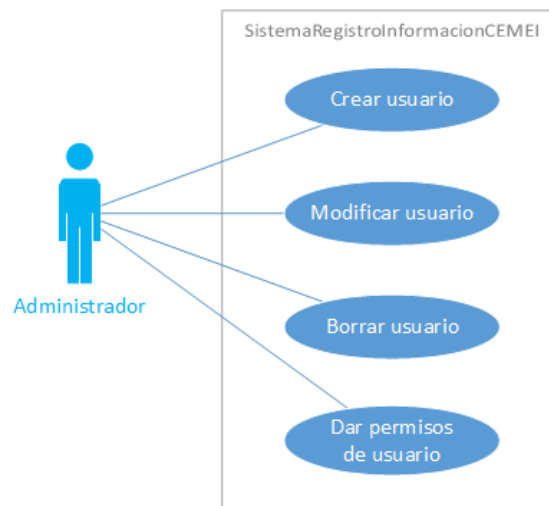 SistemaRegistroInformacionCEMEI
Crear usuario
Modificar usuario
Administrador
Borrar usuario
Dar permisos
de usuario